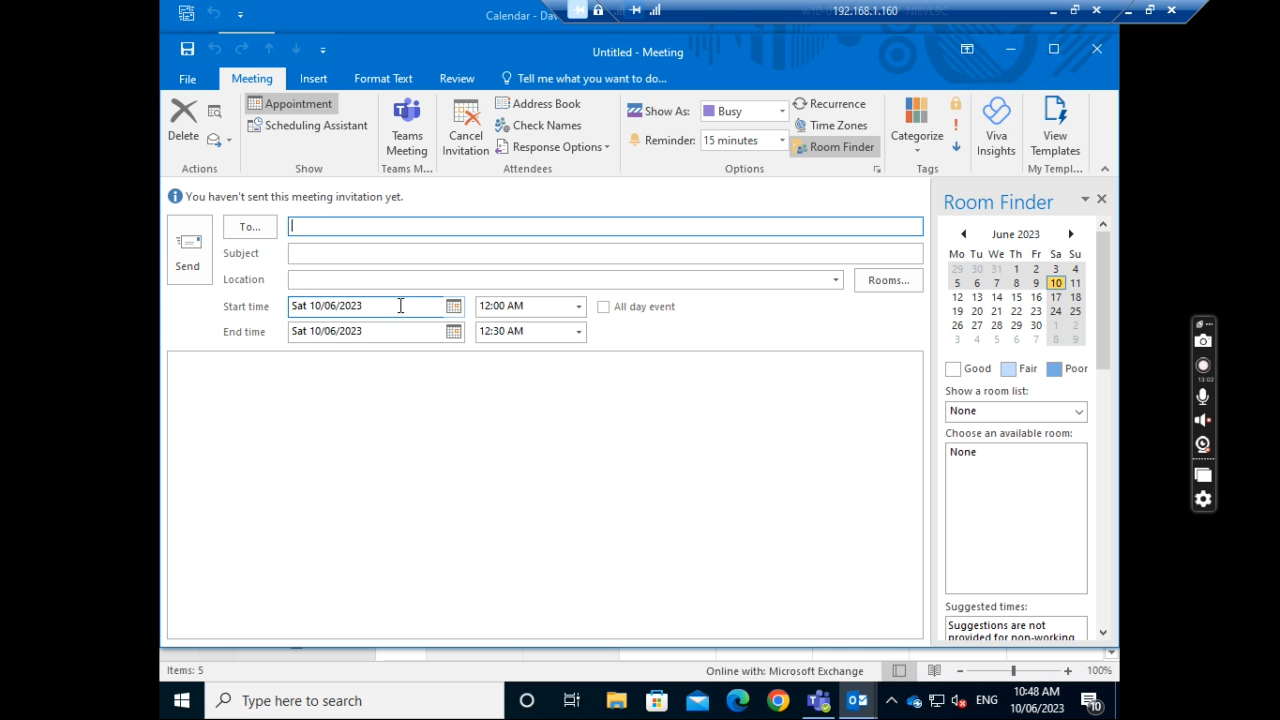 Calendar - Dav
192.168.1.160
Untitled - Meeting
File Meeting Insert Format Text Review Tell me what you want to do...
Delete
Actions
Appointment
Scheduling Assistant
Show
Teams
Meeting
Teams M...
Cancel
Invitation
Address Book
Check Names
Response Options
Attendees
Show As: Busy
Reminder: 15 minutes
Recurrence
Time Zones
Room Finder
Options
Categorize
Tags
Viva
Insights
View
Templates
My Templ...
You haven't sent this meeting invitation yet.
Send
To...
Subject
Location Rooms...
Start time Sat 10/06/2023 12:00 AM All day event
End time Sat 10/06/2023 12:30 AM
Room Finder
June 2023
Mo Tu We Th Fr Sa Su
29 30 31 1 2 3 4
5 6 7 8 9 10 11
12 13 14 15 16 17 18
19 20 21 22 23 24 25
26 27 28 29 30 1 2
3 4 5 6 7 8 9
Good Fair Poor
Show a room list:
None
Choose an available room:
None
Suggested times:
Suggestions are not
provided for non-working
13:02
Items: 5 Online with: Microsoft Exchange 100%
Type here to search
ENG
10:48 AM
10/06/2023
10